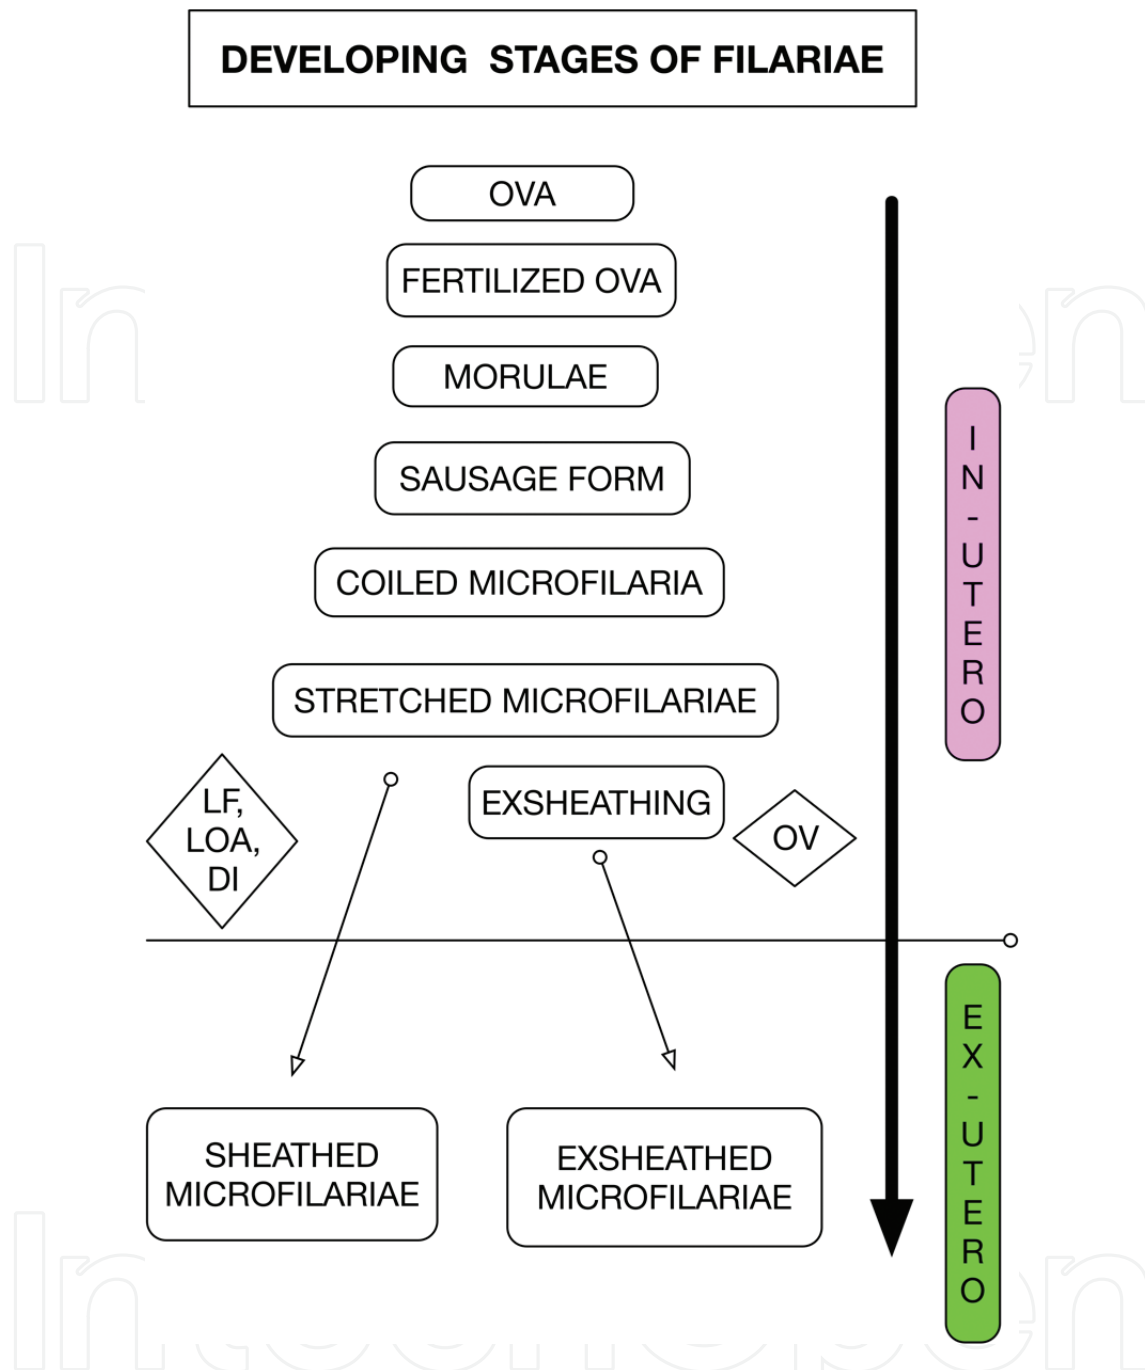 DEVELOPING STAGES OF FILARIAE
OVA
FERTILIZED OVA
MORULAE
SAUSAGE FORM
COILED MICROFILARIA
STRETCHED MICROFILARIAE
EXSHEATHING
LF,
LOA,
DI
OV
IN-UTERO
SHEATHED
MICROFILARIAE
EXSHEATHED
MICROFILARIAE
EX-UTERO